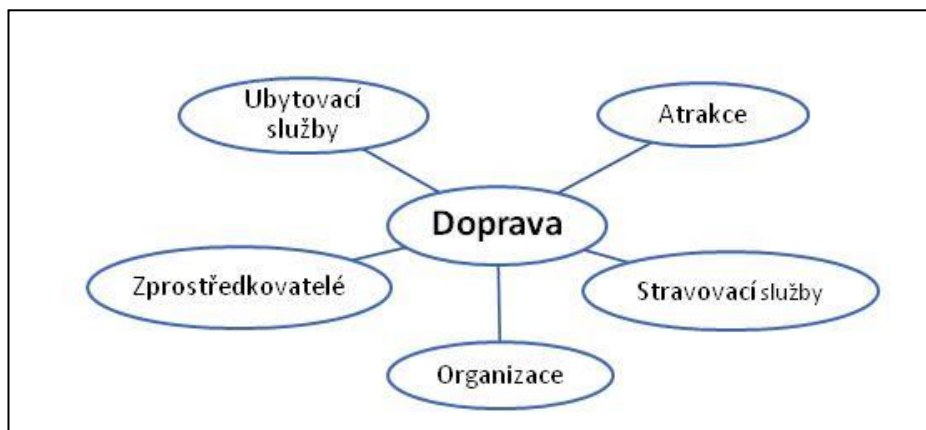 Ubytovací
služby
Atrakce
Doprava
Zprostředkovatelé
Stravovací služby
Organizace